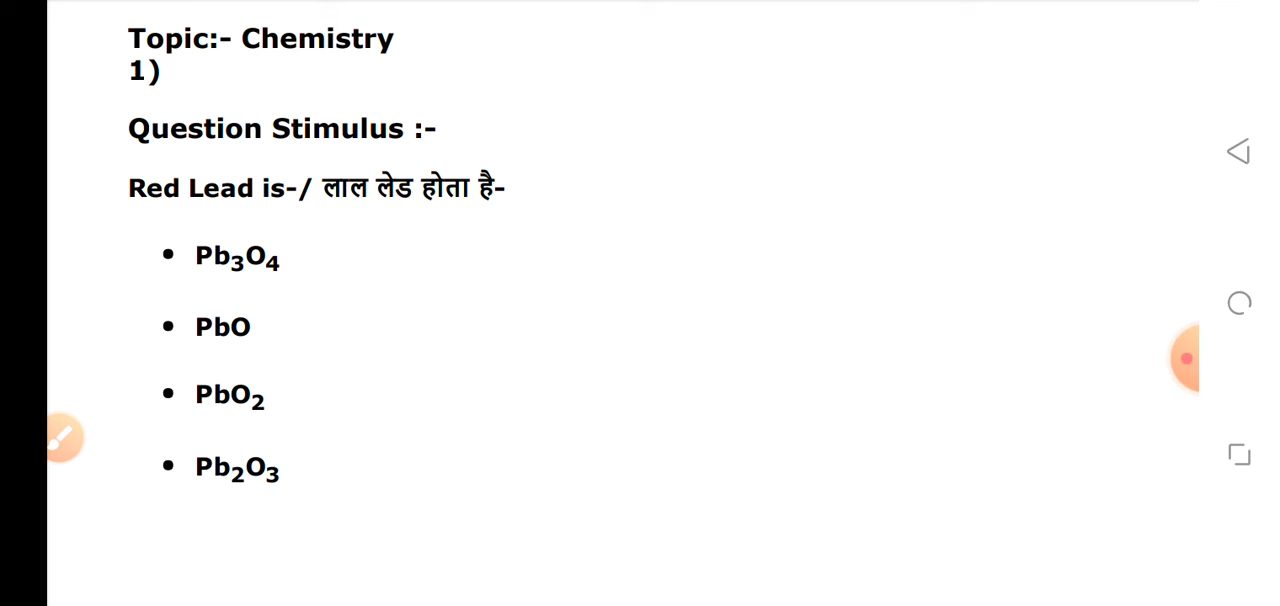 Topic:- Chemistry
1)
Question Stimulus :-
Red Lead is-/ लाल लेड होता है-
• Pb₃O₄
• PbO
• PbO₂
• Pb₂O₃